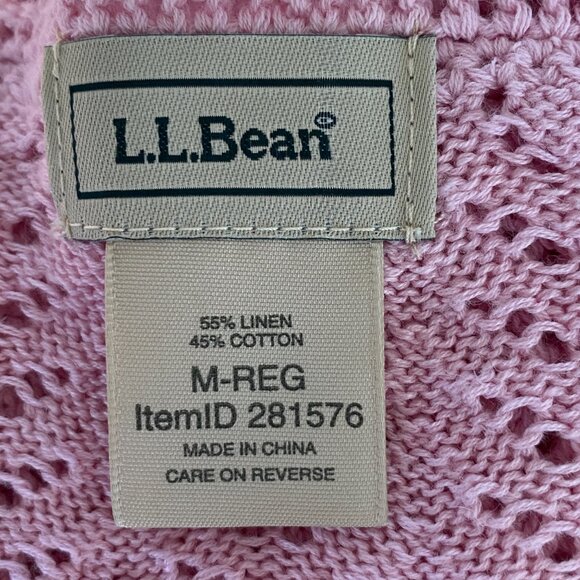 L.L.Bean®
55% LINEN
45% COTTON
M-REG
ItemID 281576
MADE IN CHINA
CARE ON REVERSE